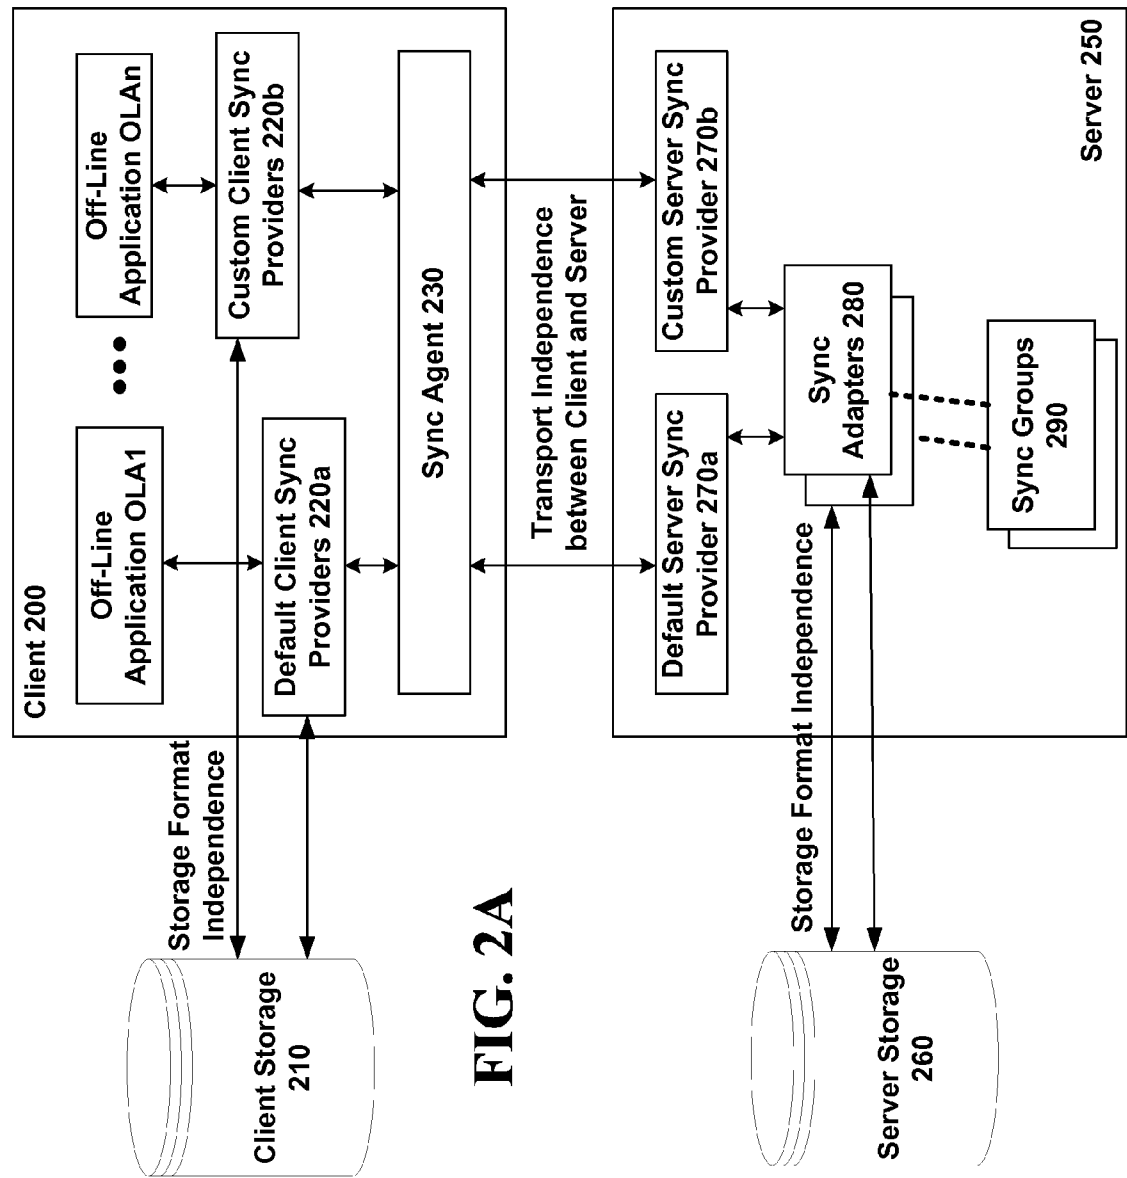 Client 200
Off-Line
Application OLA1
Off-Line
Application OLAn
Default Client Sync
Providers 220a
Custom Client Sync
Providers 220b
Sync Agent 230
Storage Format
Independence
Client Storage
210
Transport Independence
between Client and Server
Default Server Sync
Provider 270a
Custom Server Sync
Provider 270b
Sync
Adapters 280
Sync Groups
290
Server 250
Storage Format Independence
Server Storage
260
FIG. 2A